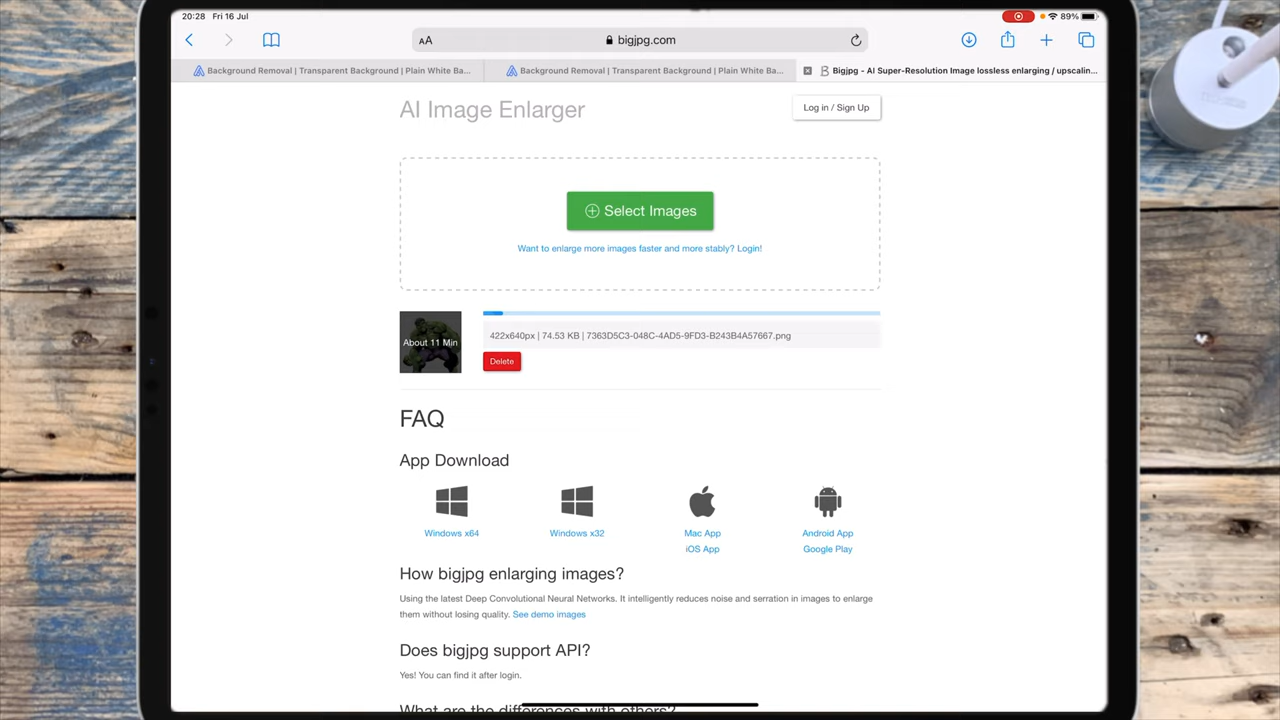 20:28 Fri 16 Jul
89%
AA
bigjpg.com
Background Removal | Transparent Background | Plain White Ba...
Background Removal | Transparent Background | Plain White Ba...
Bigjpg - AI Super-Resolution Image lossless enlarging / upscalin...
AI Image Enlarger
Log in / Sign Up
Select Images
Want to enlarge more images faster and more stably? Login!
About 11 Min
422x640px | 74.53 KB | 7363D5C3-048C-4AD5-9FD3-B243B4A57667.png
Delete
FAQ
App Download
Windows x64
Windows x32
Mac App
Android App
iOS App
Google Play
How bigjpg enlarging images?
Using the latest Deep Convolutional Neural Networks. It intelligently reduces noise and serration in images to enlarge
them without losing quality. See demo images
Does bigjpg support API?
Yes! You can find it after login.
What are the differences with others?